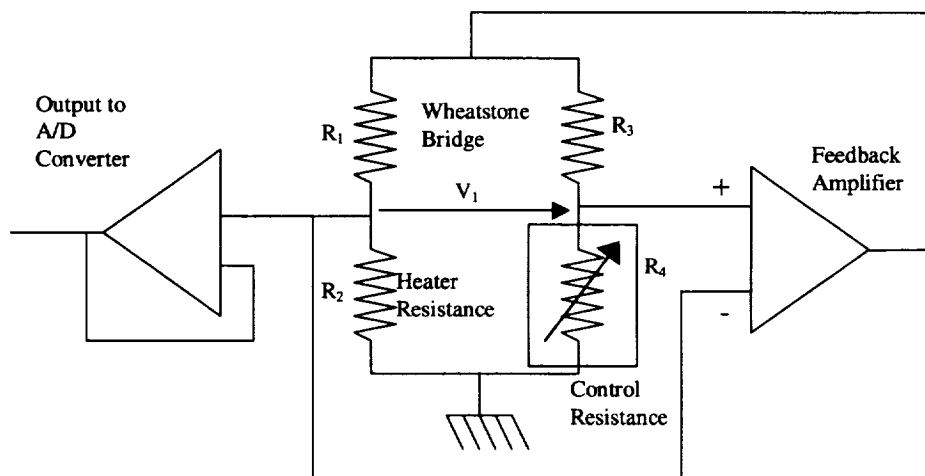 Output to
A/D
Converter
R1
Wheatstone
Bridge
R3
Feedback
Amplifier
V1
+
R2
Heater
Resistance
R4
-
Control
Resistance